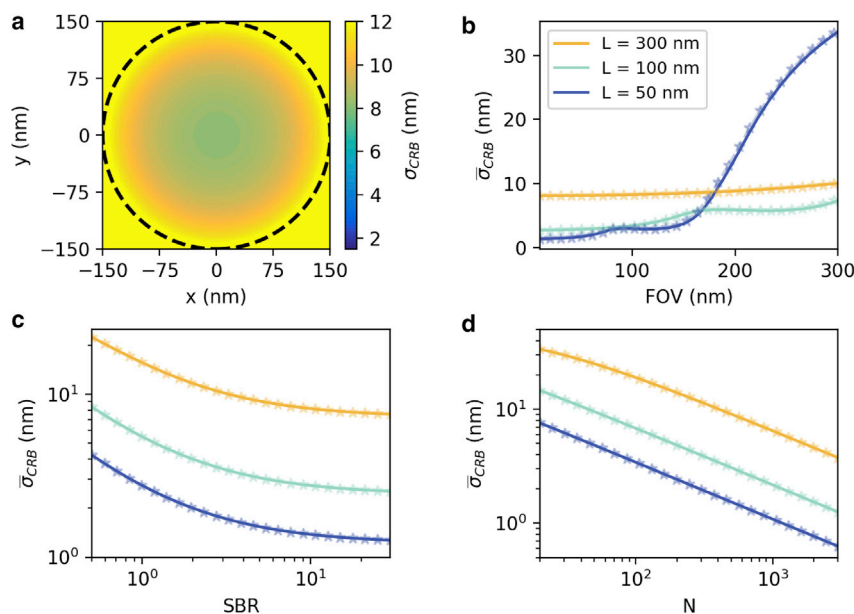 a
150
75
0
−75
−150
y (nm)
−150
−75
0
75
150
x (nm)
12
10
8
6
4
2
σCRB (nm)
b
L = 300 nm
L = 100 nm
L = 50 nm
30
20
10
0
σ̅CRB (nm)
100
200
300
FOV (nm)
c
10¹
10⁰
σ̅CRB (nm)
10⁰
10¹
SBR
d
10¹
10⁰
σ̅CRB (nm)
10²
10³
N